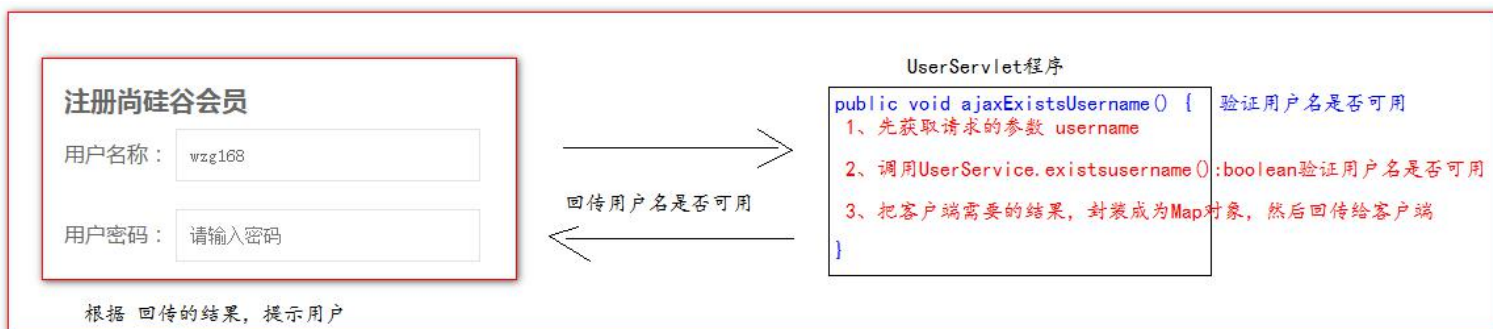 注册尚硅谷会员
用户名称： wzg168
用户密码： 请输入密码
根据 回传的结果，提示用户
回传用户名是否可用
UserServlet程序
public void ajaxExistsUsername() { 验证用户名是否可用
1、先获取请求的参数 username
2、调用UserService.existsusername():boolean验证用户名是否可用
3、把客户端需要的结果，封装成为Map对象，然后回传给客户端
}